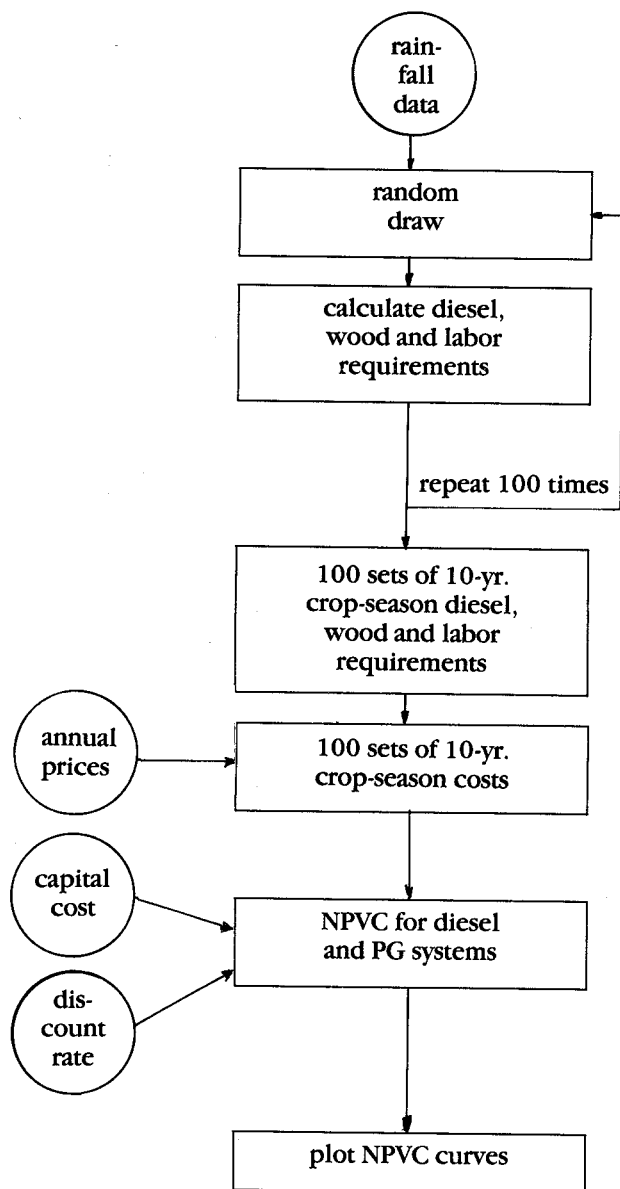 rain-
fall
data
random
draw
calculate diesel,
wood and labor
requirements
repeat 100 times
100 sets of 10-yr.
crop-season diesel,
wood and labor
requirements
annual
prices
100 sets of 10-yr.
crop-season costs
capital
cost
NPVC for diesel
and PG systems
dis-
count
rate
plot NPVC curves